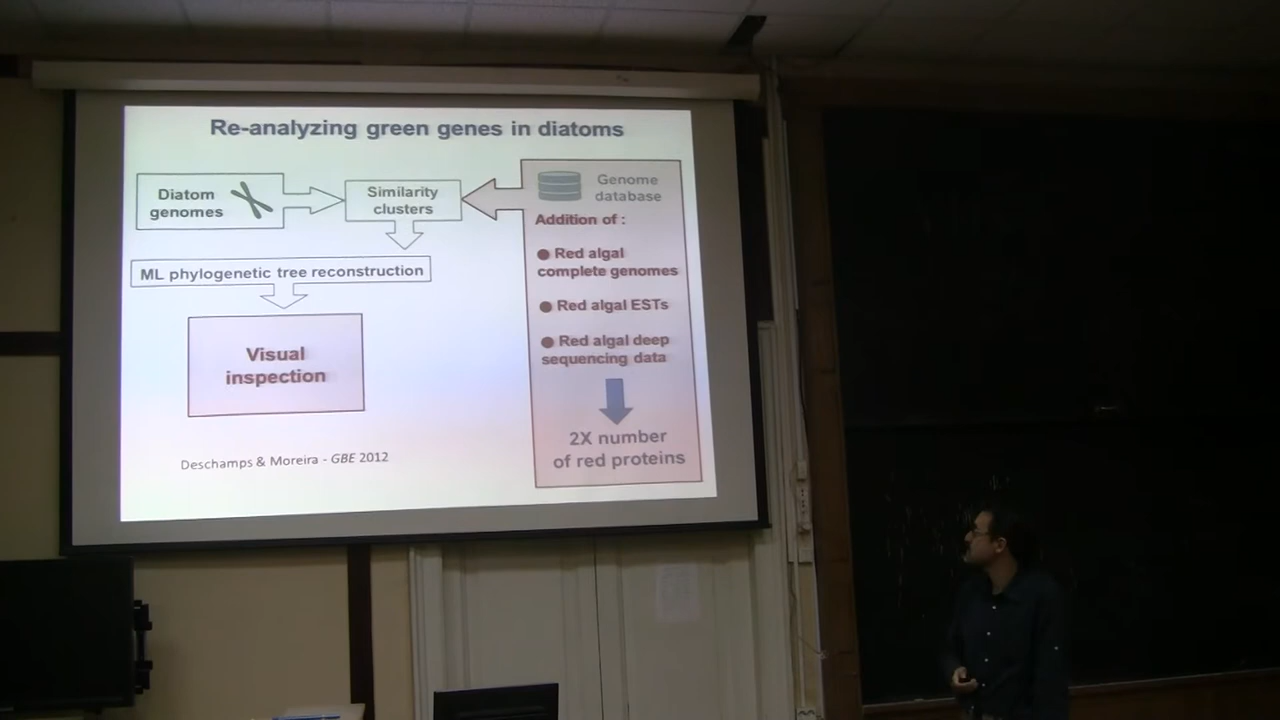 Re-analyzing green genes in diatoms
Diatom
genomes
Similarity
clusters
Genome
database
Addition of :
Red algal
complete genomes
Red algal ESTs
Red algal deep
sequencing data
2X number
of red proteins
ML phylogenetic tree reconstruction
Visual
inspection
Deschamps & Moreira - GBE 2012